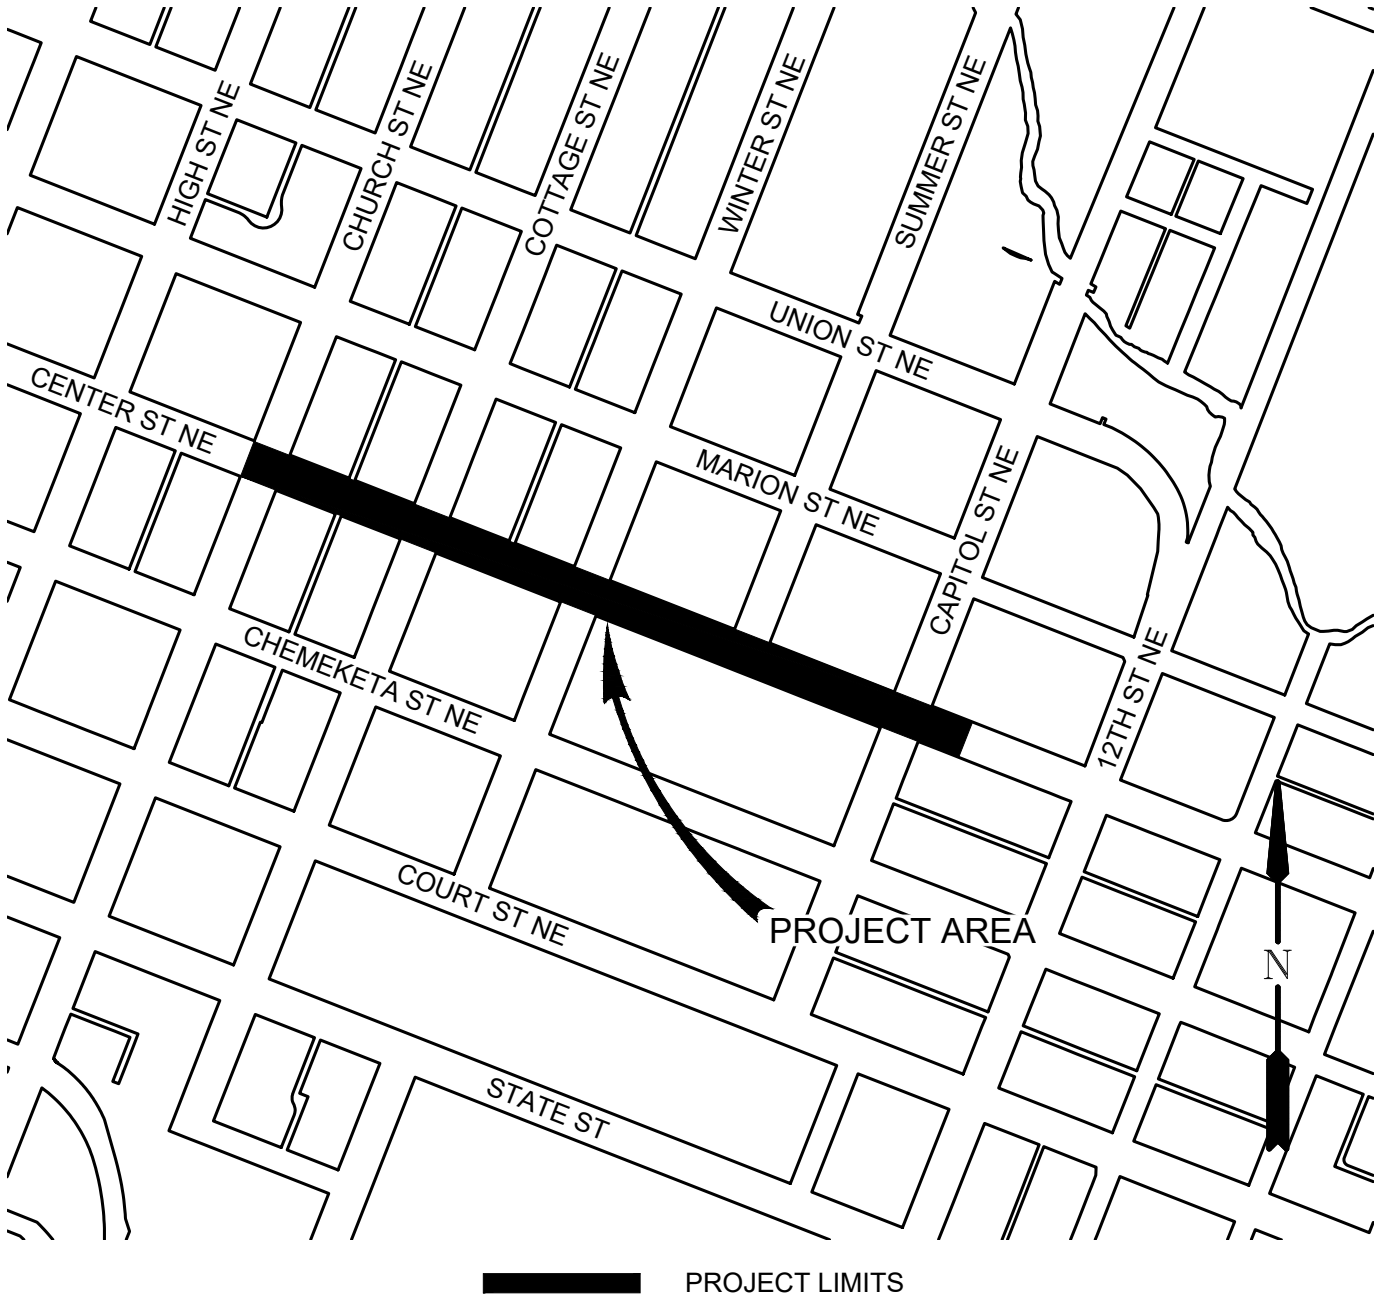 HIGH ST NE
CHURCH ST NE
COTTAGE ST NE
WINTER ST NE
SUMMER ST NE
UNION ST NE
CENTER ST NE
MARION ST NE
CAPITOL ST NE
CHEMEKETA ST NE
12TH ST NE
COURT ST NE
PROJECT AREA
N
STATE ST
PROJECT LIMITS